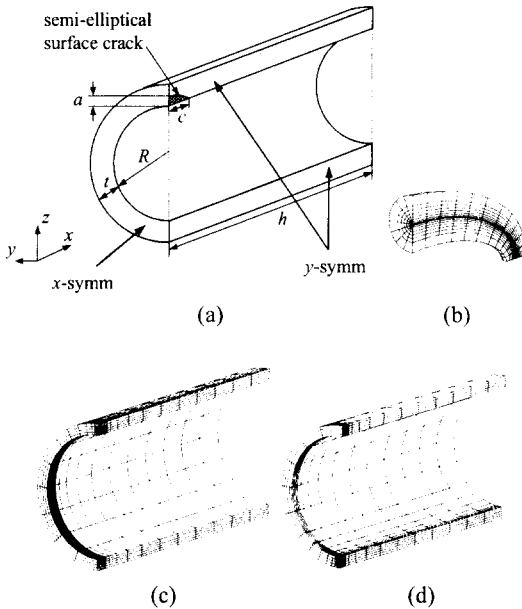 semi-elliptical
surface crack
a
c
R
t
h
z
y
x
x-symm
y-symm
(a)
(b)
(c)
(d)